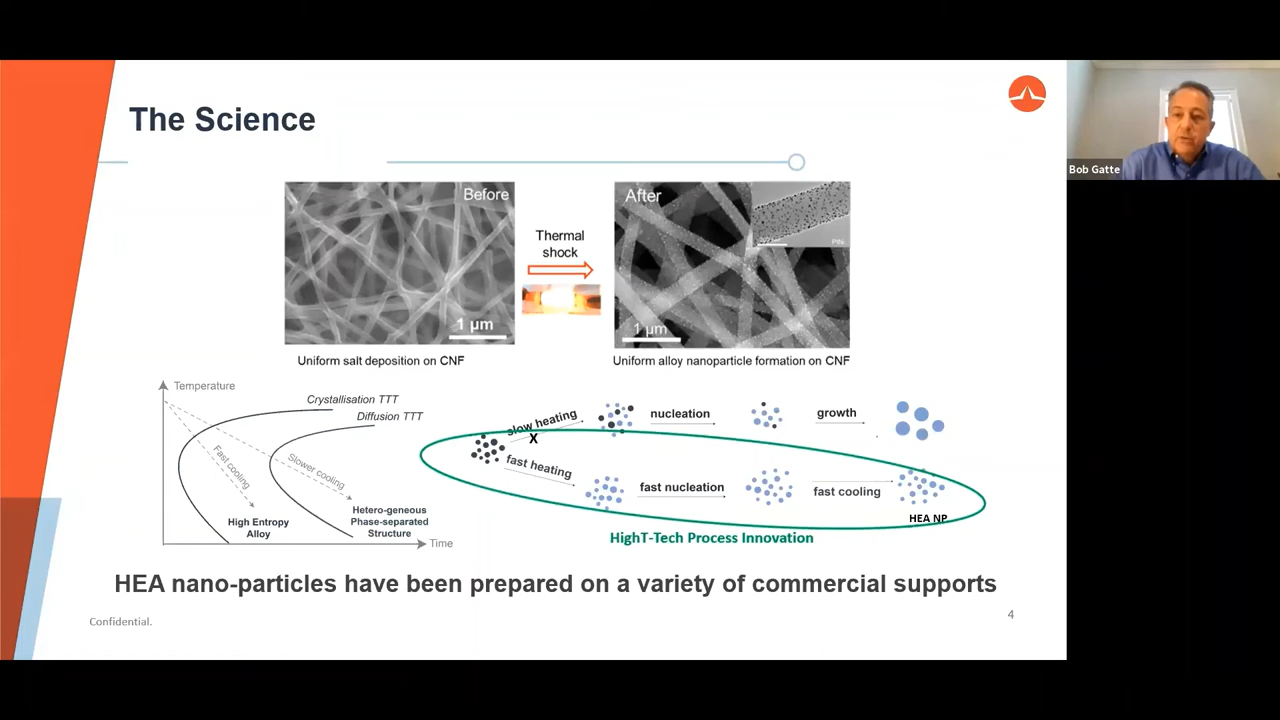 The Science
Bob Gatte
Before
1 μm
Thermal
shock
After
1 μm
Uniform salt deposition on CNF
Uniform alloy nanoparticle formation on CNF
Temperature
Crystallisation TTT
Diffusion TTT
Fast cooling
Slower cooling
High Entropy
Alloy
Hetero-geneous
Phase-separated
Structure
Time
slow heating
X
nucleation
growth
fast heating
fast nucleation
fast cooling
HEA NP
HighT-Tech Process Innovation
HEA nano-particles have been prepared on a variety of commercial supports
Confidential.
4